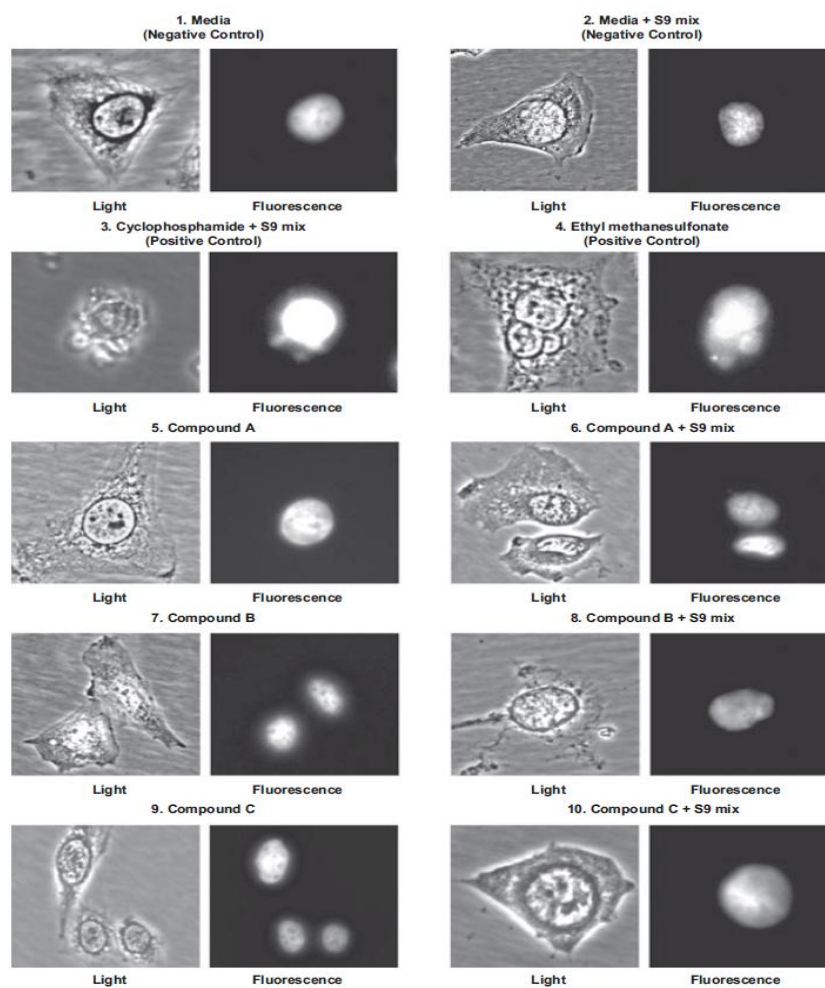 1. Media
(Negative Control)
2. Media + S9 mix
(Negative Control)
Light
Fluorescence
Light
Fluorescence
3. Cyclophosphamide + S9 mix
(Positive Control)
4. Ethyl methanesulfonate
(Positive Control)
Light
Fluorescence
Light
Fluorescence
5. Compound A
6. Compound A + S9 mix
Light
Fluorescence
Light
Fluorescence
7. Compound B
8. Compound B + S9 mix
Light
Fluorescence
Light
Fluorescence
9. Compound C
10. Compound C + S9 mix
Light
Fluorescence
Light
Fluorescence